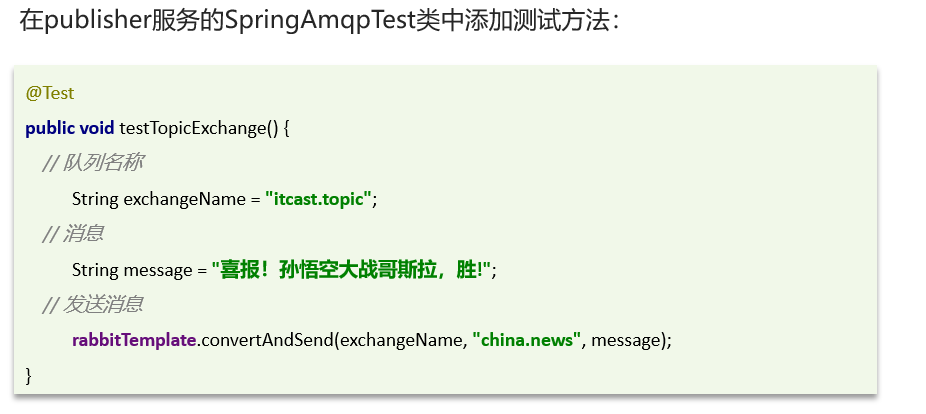 在publisher服务的SpringAmqpTest类中添加测试方法：
@Test
public void testTopicExchange() {
// 队列名称
String exchangeName = "itcast.topic";
// 消息
String message = "喜报！孙悟空大战哥斯拉，胜!";
// 发送消息
rabbitTemplate.convertAndSend(exchangeName, "china.news", message);
}